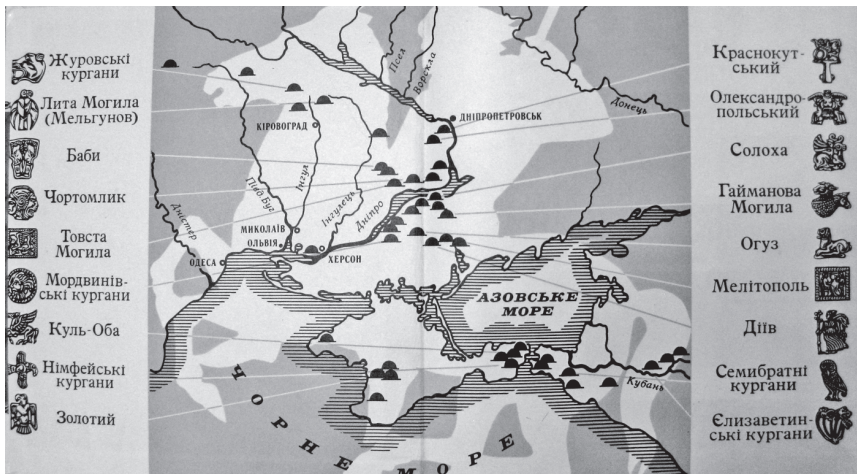 Журовські
кургани
Лита Могила
(Мельгунов)
Баби
Чортомлик
Товста
Могила
Мордвинів-
ські кургани
Куль-Оба
Німфейські
кургани
Золотий
Псел
Ворскла
Донець
ДНІПРОПЕТРОВСЬК
КІРОВОГРАД
Півд Буг
Інгул
Інгулець
Дніпро
Дністер
МИКОЛАЇВ
ОЛЬВІЯ
ОДЕСА
ХЕРСОН
АЗОВСЬКЕ
МОРЕ
Кубань
ЧОРНЕ МОРЕ
Краснокут-
ський
Олександро-
польський
Солоха
Гайманова
Могила
Огуз
Мелітополь
Діїв
Семибратні
кургани
Єлизаветин-
ські кургани